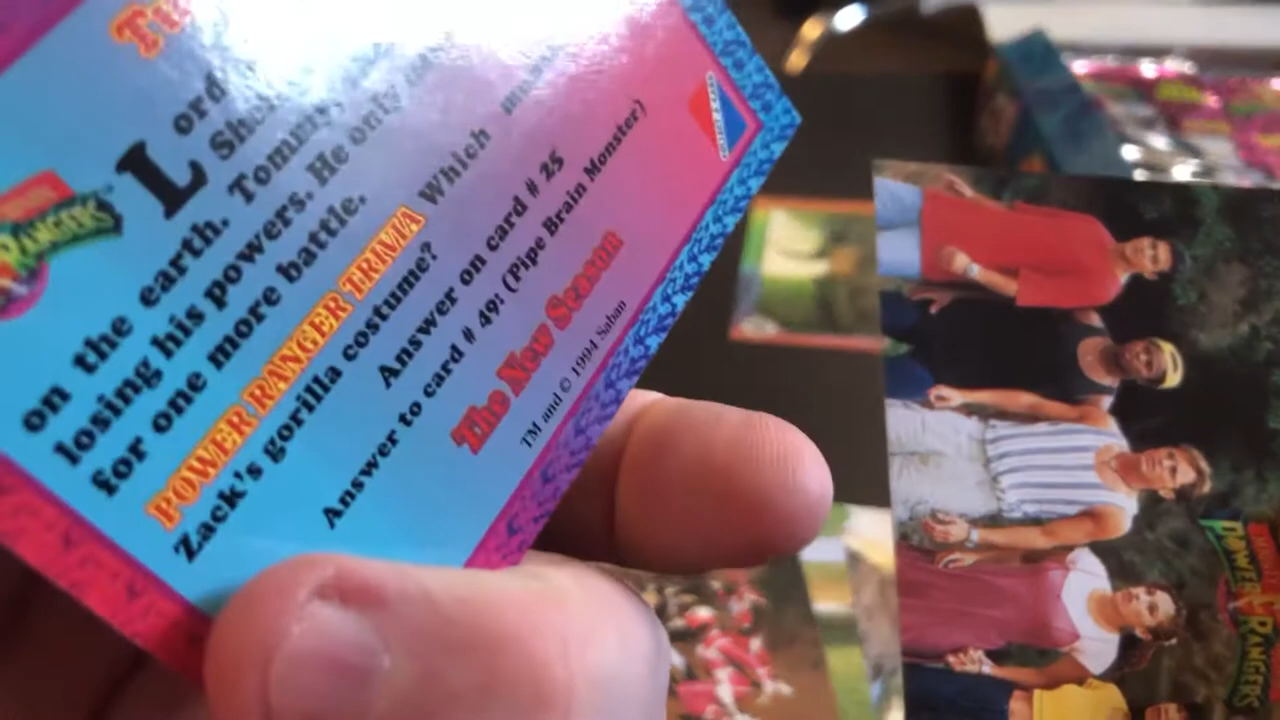 Lord
on the earth. Tommy,
losing his powers. He only
for one more battle.
POWER RANGER TRIVIA Which
Zack's gorilla costume?
Answer on card # 25
Answer to card # 49: (Pipe Brain Monster)
The New Season
TM and © 1994 Saban
RANGERS
POWER RANGERS